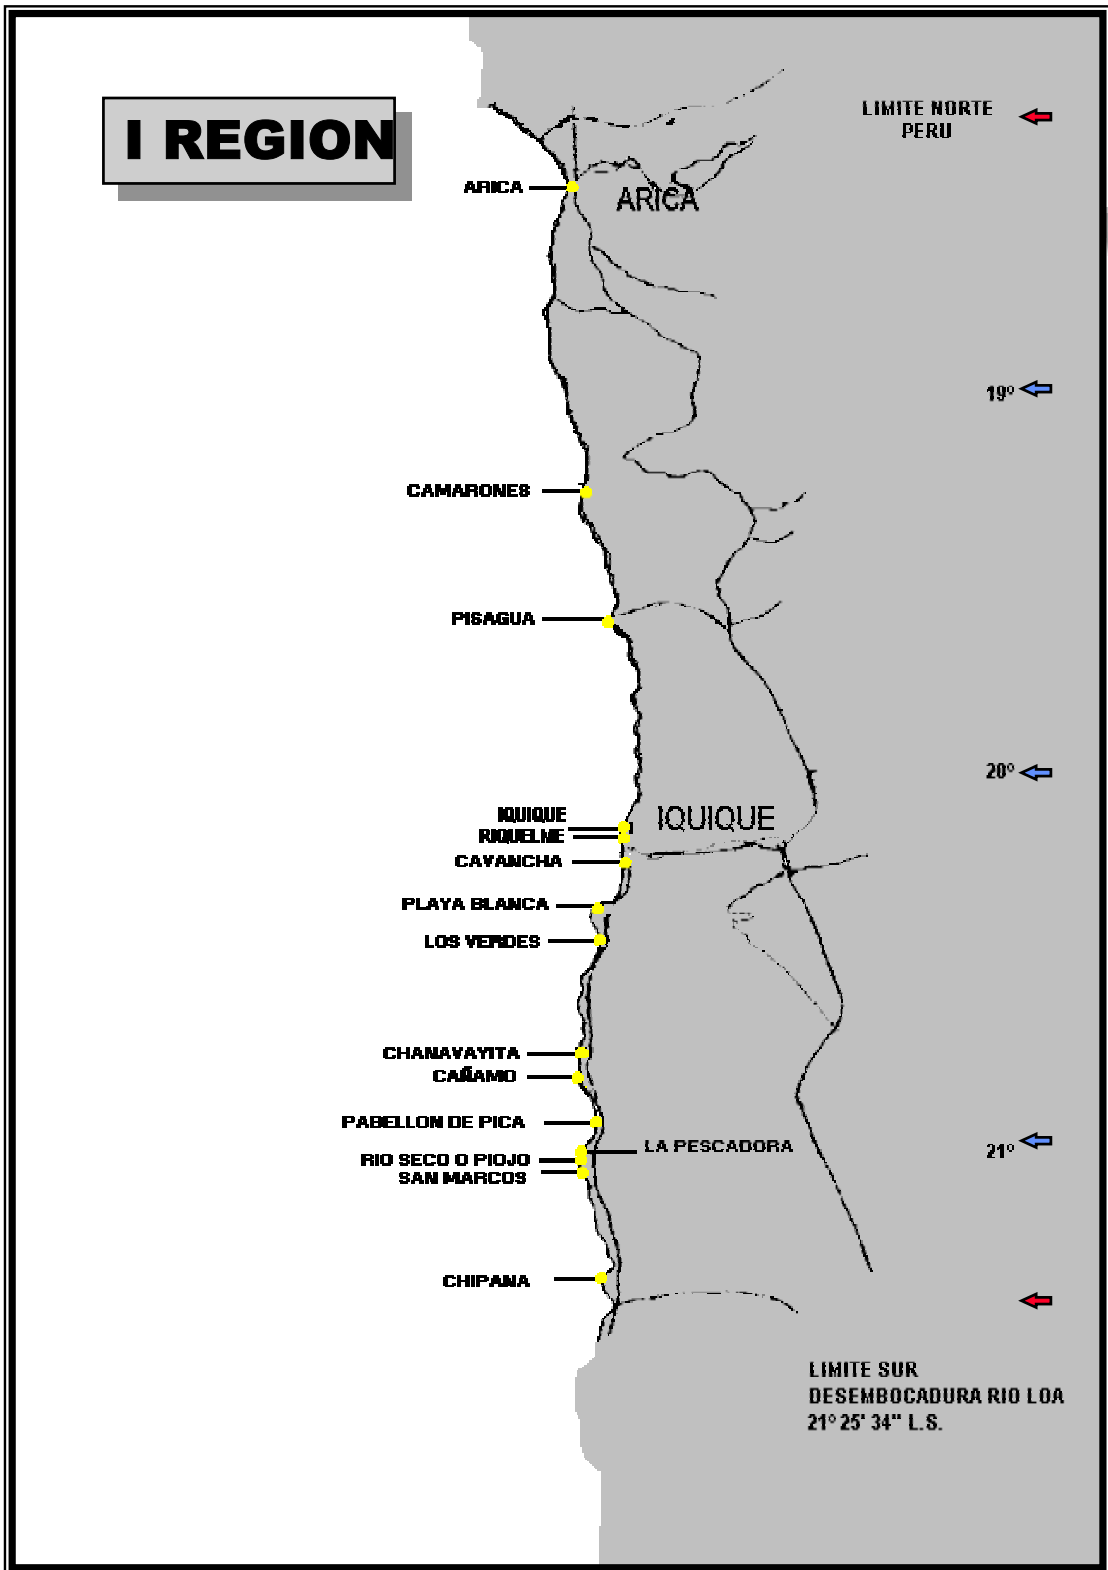 I REGION
LIMITE NORTE
PERU
ARICA
ARICA
19º
CAMARONES
PISAGUA
20º
IQUIQUE
IQUIQUE
RIQUELME
CAVANCHA
PLAYA BLANCA
LOS VERDES
CHANAVAYITA
CAÑAMO
PABELLON DE PICA
LA PESCADORA
21º
RIO SECO O PIOJO
SAN MARCOS
CHIPANA
LIMITE SUR
DESEMBOCADURA RIO LOA
21º 25' 34" L.S.